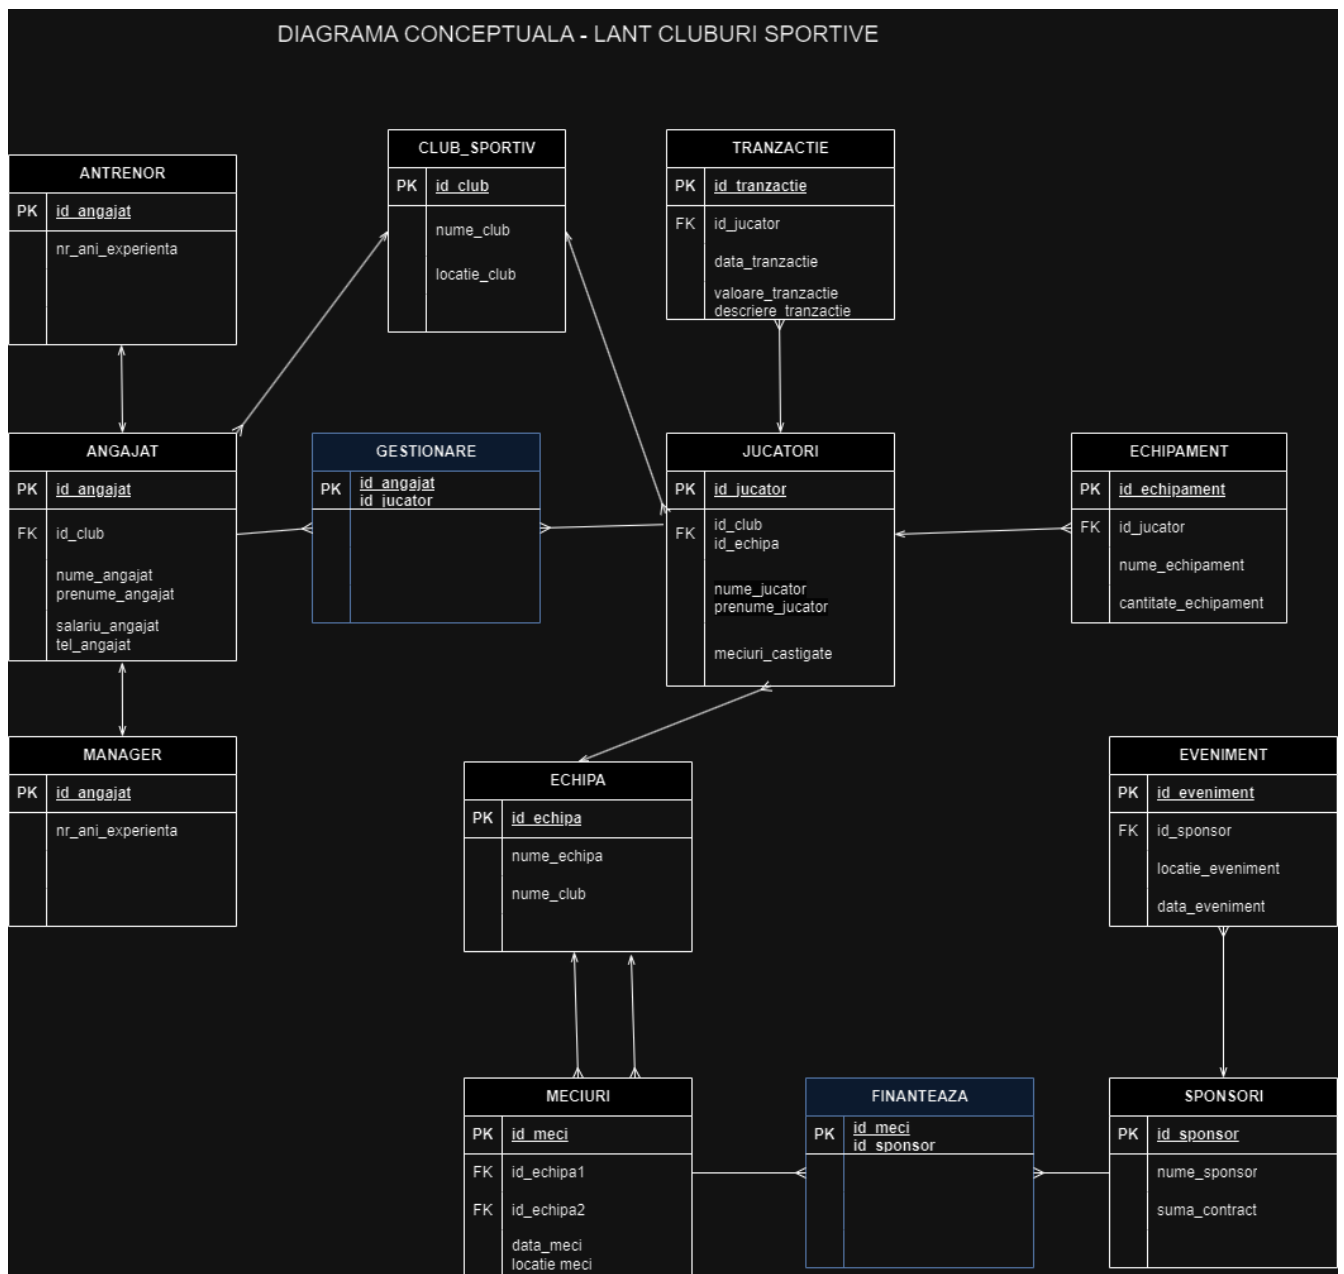 DIAGRAMA CONCEPTUALA - LANT CLUBURI SPORTIVE
CLUB_SPORTIV
PK id_club
nume_club
locatie_club
TRANZACTIE
PK id_tranzactie
FK id_jucator
data_tranzactie
valoare_tranzactie
descriere_tranzactie
ANTRENOR
PK id_angajat
nr_ani_experienta
ANGAJAT
PK id_angajat
FK id_club
nume_angajat
prenume_angajat
salariu_angajat
tel_angajat
GESTIONARE
PK id_angajat
id_jucator
JUCATORI
PK id_jucator
FK id_club
id_echipa
nume_jucator
prenume_jucator
meciuri_castigate
ECHIPAMENT
PK id_echipament
FK id_jucator
nume_echipament
cantitate_echipament
MANAGER
PK id_angajat
nr_ani_experienta
ECHIPA
PK id_echipa
nume_echipa
nume_club
EVENIMENT
PK id_eveniment
FK id_sponsor
locatie_eveniment
data_eveniment
MECIURI
PK id_meci
FK id_echipa1
FK id_echipa2
data_meci
locatie meci
FINANTEAZA
PK id_meci
id_sponsor
SPONSORI
PK id_sponsor
nume_sponsor
suma_contract